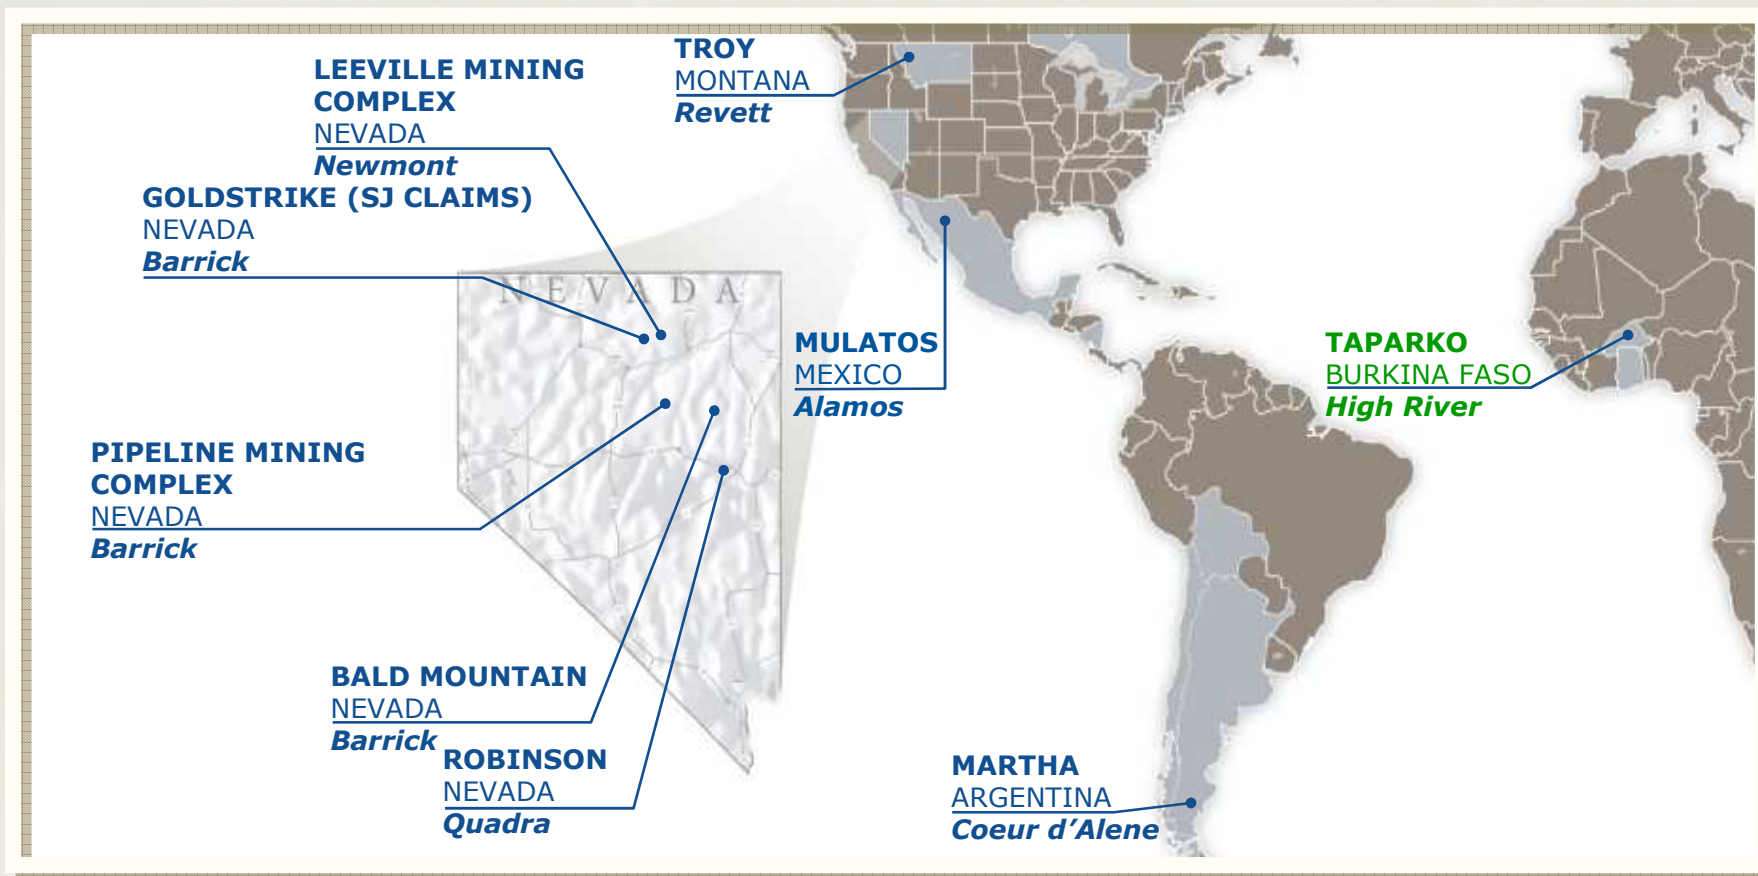 TROY
MONTANA
Revett
LEEVILLE MINING
COMPLEX
NEVADA
Newmont
GOLDSTRIKE (SJ CLAIMS)
NEVADA
Barrick
NEVADA
MULATOS
MEXICO
Alamos
TAPARKO
BURKINA FASO
High River
PIPELINE MINING
COMPLEX
NEVADA
Barrick
BALD MOUNTAIN
NEVADA
Barrick
ROBINSON
NEVADA
Quadra
MARTHA
ARGENTINA
Coeur d’Alene